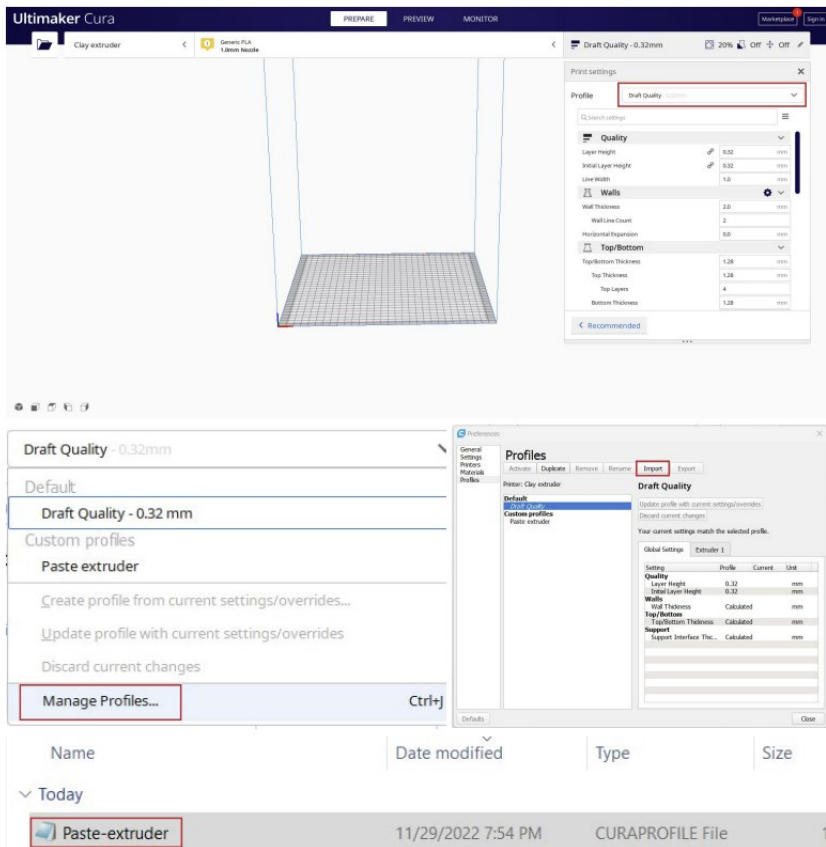 Ultimaker Cura
PREPARE PREVIEW MONITOR
Marketplace Sign in
Clay extruder
Generic PLA
1.0mm Nozzle
Draft Quality - 0.32mm 20% Off Off
Print settings
Profile Draft Quality 0.32mm
Search settings
Quality
Layer Height 0.32 mm
Initial Layer Height 0.32 mm
Line Width 1.0 mm
Walls
Wall Thickness 2.0 mm
Wall Line Count 2
Horizontal Expansion 0.0 mm
Top/Bottom
Top/Bottom Thickness 1.28 mm
Top Thickness 1.28 mm
Top Layers 4
Bottom Thickness 1.28 mm
Recommended
Draft Quality - 0.32mm
Default
Draft Quality - 0.32 mm
Custom profiles
Paste extruder
Create profile from current settings/overrides...
Update profile with current settings/overrides
Discard current changes
Manage Profiles... Ctrl+J
Preferences
General
Settings
Printers
Materials
Profiles
Profiles
Activate Duplicate Remove Rename Import Export
Printer: Clay extruder
Default
Draft Quality
Custom profiles
Paste extruder
Draft Quality
Update profile with current settings/overrides
Discard current changes
Your current settings match the selected profile.
Global Settings Extruder 1
Setting Profile Current Unit
Quality
Layer Height 0.32 mm
Initial Layer Height 0.32 mm
Walls
Wall Thickness Calculated mm
Top/Bottom
Top/Bottom Thickness Calculated mm
Support
Support Interface Thic... Calculated mm
Defaults Close
Name Date modified Type Size
Today
Paste-extruder 11/29/2022 7:54 PM CURAPROFILE File 1